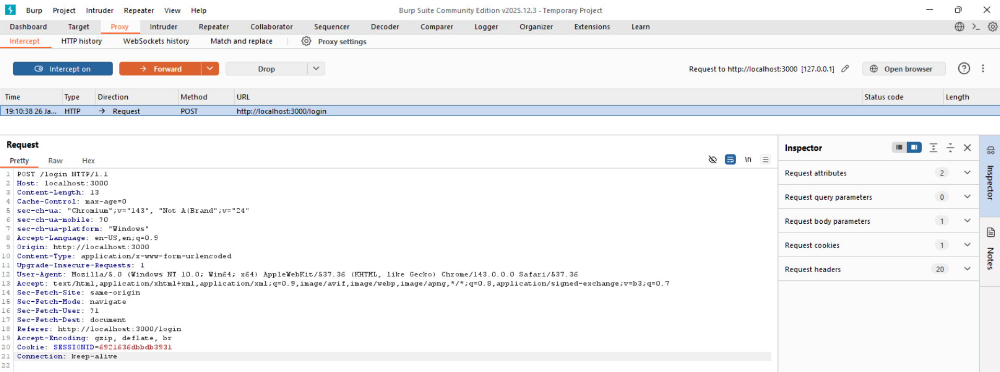 Burp Project Intruder Repeater View Help Burp Suite Community Edition v2025.12.3 - Temporary Project
Dashboard Target Proxy Intruder Repeater Collaborator Sequencer Decoder Comparer Logger Organizer Extensions Learn
Intercept HTTP history WebSockets history Match and replace Proxy settings
Intercept on Forward Drop Request to http://localhost:3000 [127.0.0.1] Open browser
Time Type Direction Method URL Status code Length
19:10:38 26 Ja... HTTP → Request POST http://localhost:3000/login
Request
Pretty Raw Hex \n
1 POST /login HTTP/1.1
2 Host: localhost:3000
3 Content-Length: 13
4 Cache-Control: max-age=0
5 sec-ch-ua: "Chromium";v="143", "Not A(Brand";v="24"
6 sec-ch-ua-mobile: ?0
7 sec-ch-ua-platform: "Windows"
8 Accept-Language: en-US,en;q=0.9
9 Origin: http://localhost:3000
10 Content-Type: application/x-www-form-urlencoded
11 Upgrade-Insecure-Requests: 1
12 User-Agent: Mozilla/5.0 (Windows NT 10.0; Win64; x64) AppleWebKit/537.36 (KHTML, like Gecko) Chrome/143.0.0.0 Safari/537.36
13 Accept: text/html,application/xhtml+xml,application/xml;q=0.9,image/avif,image/webp,image/apng,*/*;q=0.8,application/signed-exchange;v=b3;q=0.7
14 Sec-Fetch-Site: same-origin
15 Sec-Fetch-Mode: navigate
16 Sec-Fetch-User: ?1
17 Sec-Fetch-Dest: document
18 Referer: http://localhost:3000/login
19 Accept-Encoding: gzip, deflate, br
20 Cookie: SESSIONID=6921636dbbdb3931
21 Connection: keep-alive
22
Inspector
Request attributes 2
Request query parameters 0
Request body parameters 1
Request cookies 1
Request headers 20
Inspector
Notes